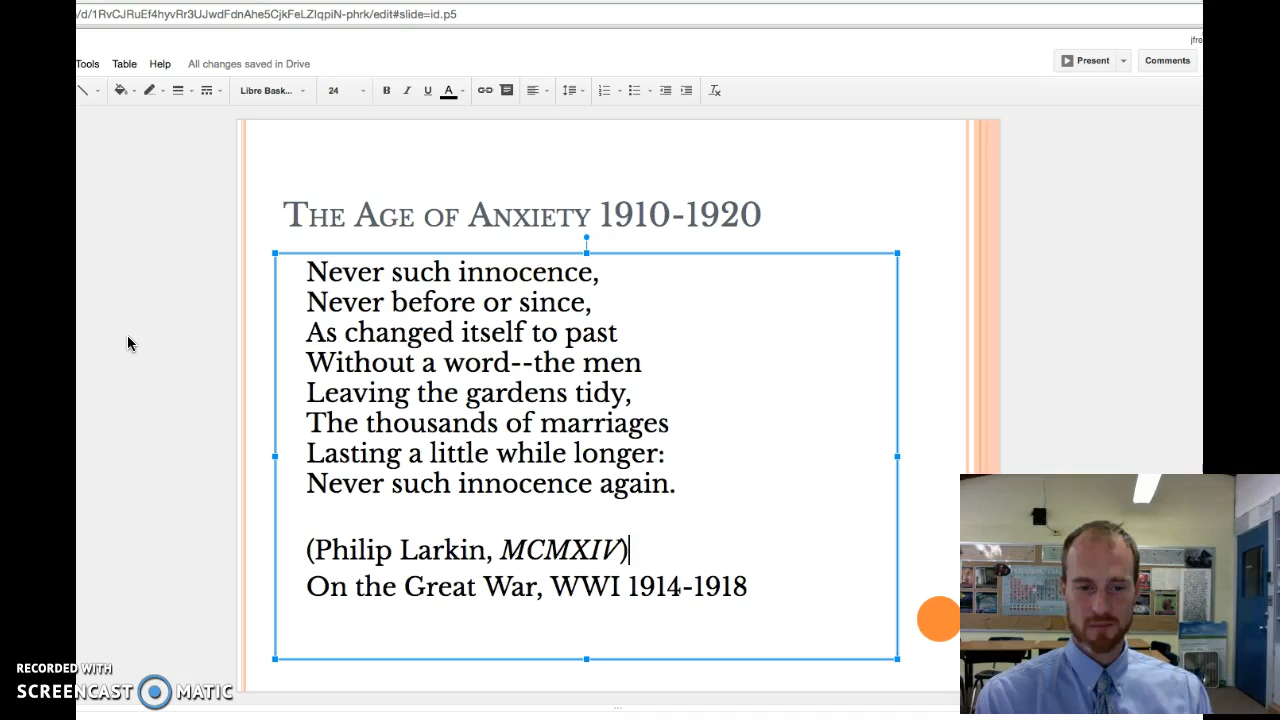 /d/1RvCJRuEf4hyvRr3UJwdFdnAhe5CjkFeLZIqpiN-phrk/edit#slide=id.p5
jfre
Tools Table Help All changes saved in Drive Present Comments
Libre Bask... 24 B I U A
The Age of Anxiety 1910-1920
Never such innocence,
Never before or since,
As changed itself to past
Without a word--the men
Leaving the gardens tidy,
The thousands of marriages
Lasting a little while longer:
Never such innocence again.
(Philip Larkin, MCMXIV)
On the Great War, WWI 1914-1918
RECORDED WITH
SCREENCAST MATIC